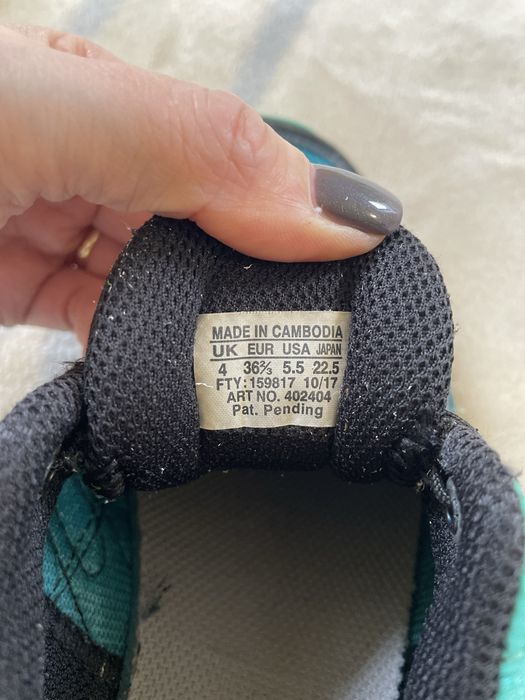 MADE IN CAMBODIA
UK EUR USA JAPAN
4 36⅔ 5.5 22.5
FTY: 159817 10/17
ART NO. 402404
Pat. Pending